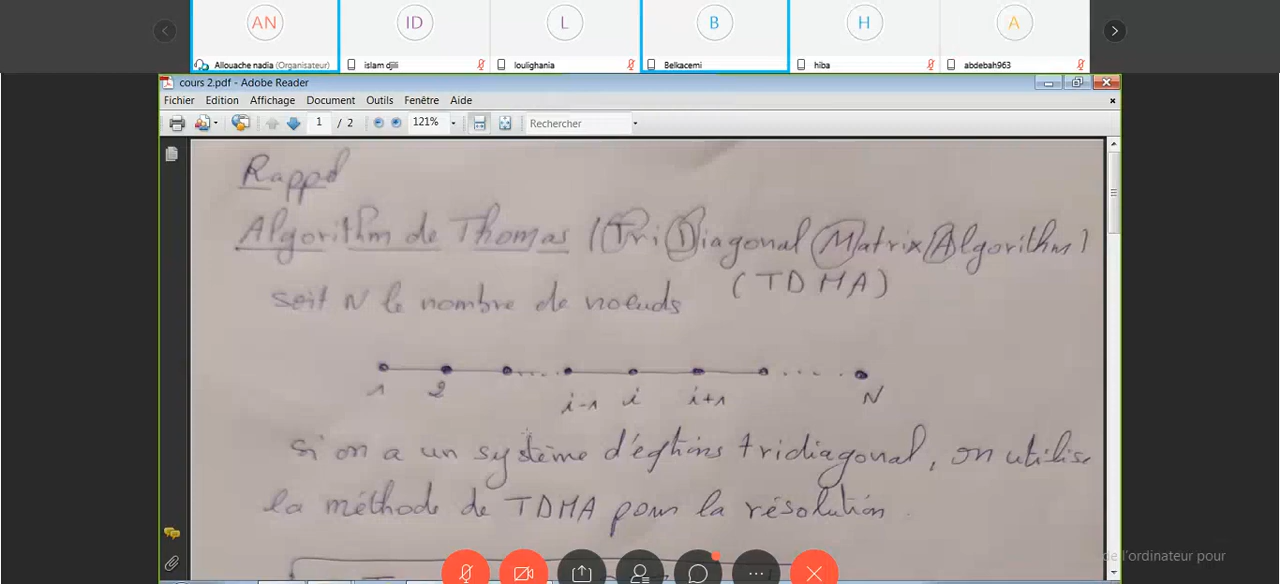 AN
ID
L
B
H
A
Allouache nadia (Organisateur)
islam djili
loulighania
Belkacemi
hiba
abdebah963
cours 2.pdf - Adobe Reader
Fichier Edition Affichage Document Outils Fenêtre Aide
1 / 2 121% Rechercher
Rappel
Algorithm de Thomas (TriDiagonal Matrix Algorithm)
(TDMA)
soit N le nombre de noeuds
1 2 i-1 i i+1 N
si on a un système d'éqtions tridiagonal, on utilise
la méthode de TDMA pour la résolution.
de l'ordinateur pour